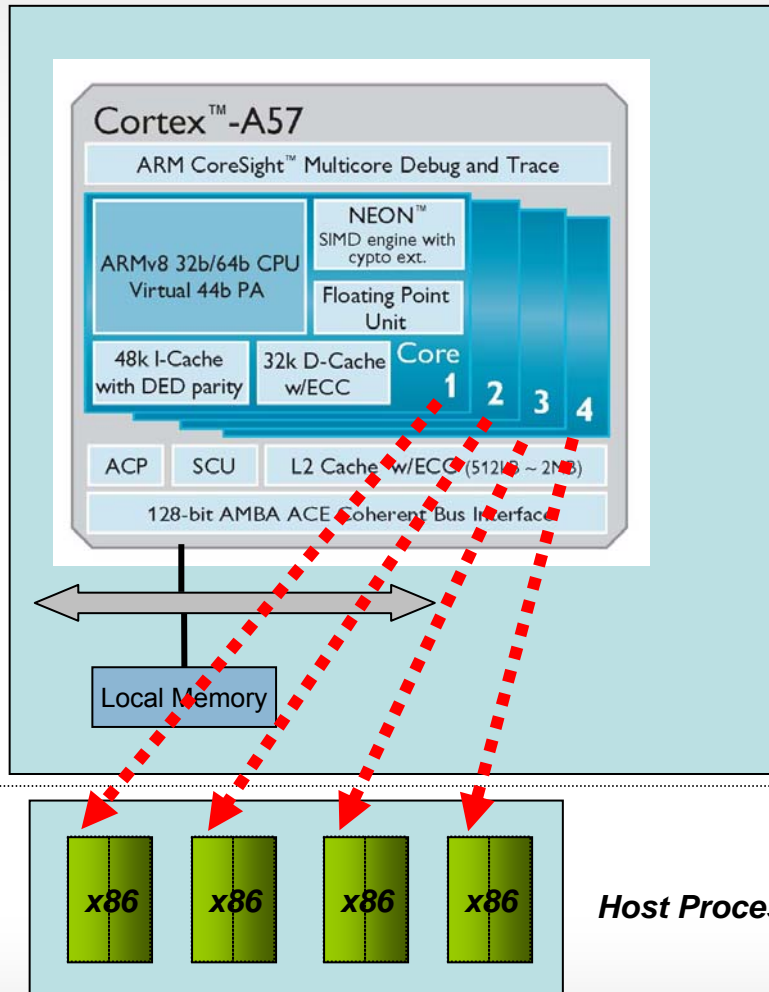 Cortex™-A57
ARM CoreSight™ Multicore Debug and Trace
ARMv8 32b/64b CPU
Virtual 44b PA
NEON™
SIMD engine with
cypto ext.
Floating Point
Unit
48k I-Cache
with DED parity
32k D-Cache
w/ECC
Core
1
2
3
4
ACP
SCU
L2 Cache w/ECC (512kB ~ 2MB)
128-bit AMBA ACE Coherent Bus Interface
Local Memory
x86
x86
x86
x86
Host Proces